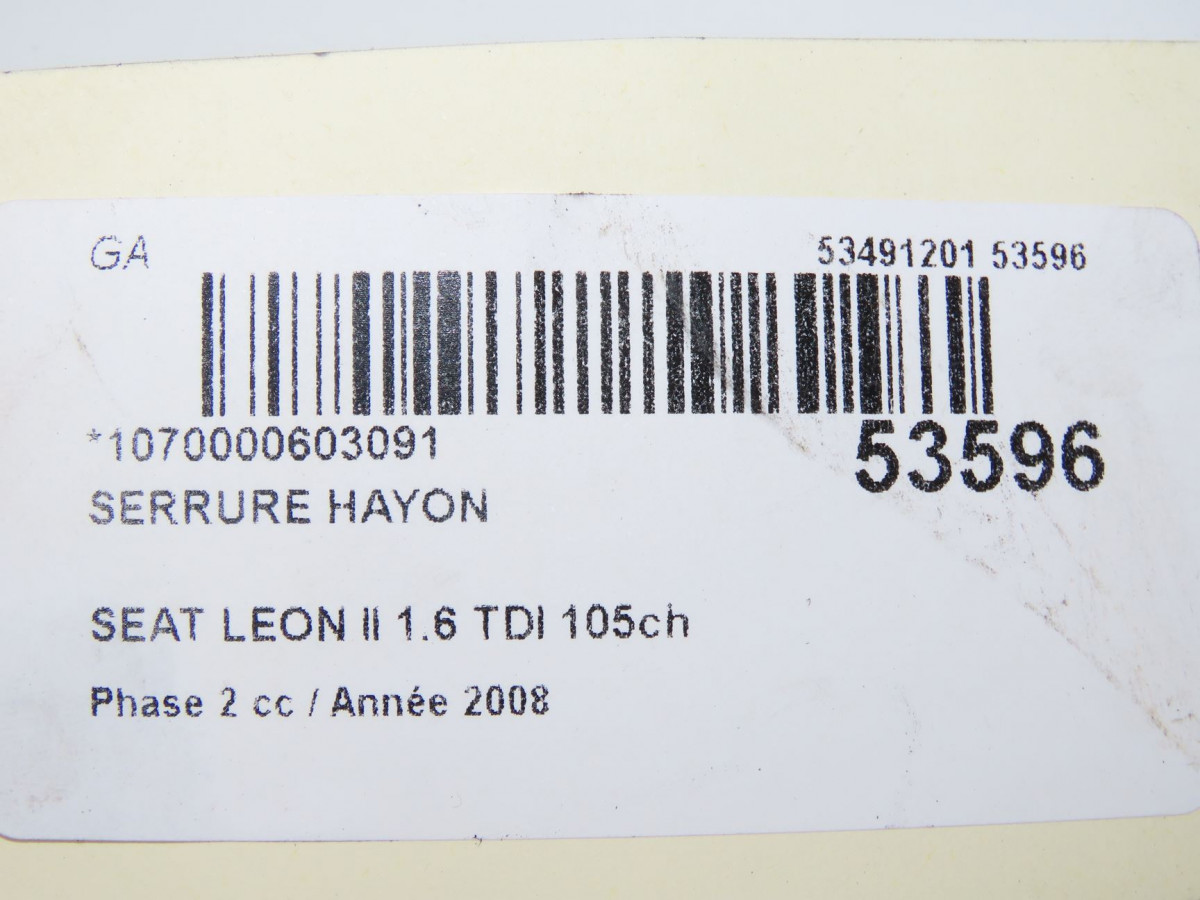 GA
53491201 53596
*1070000603091
53596
SERRURE HAYON
SEAT LEON II 1.6 TDI 105ch
Phase 2 cc / Année 2008